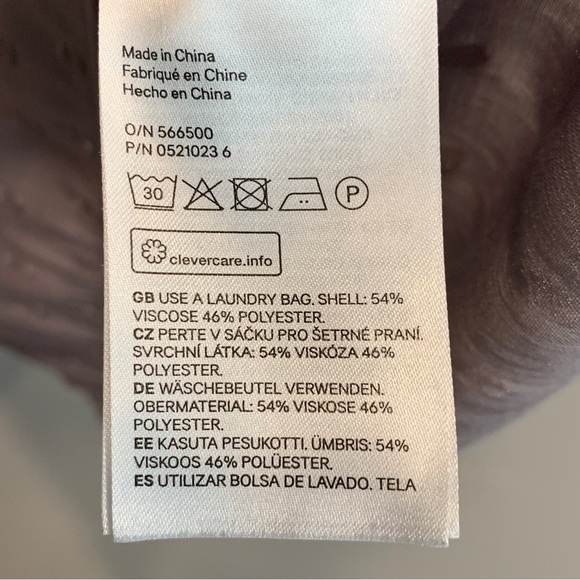 Made in China
Fabriqué en Chine
Hecho en China
O/N 566500
P/N 0521023 6
30
P
clevercare.info
GB USE A LAUNDRY BAG. SHELL: 54%
VISCOSE 46% POLYESTER.
CZ PERTE V SÁČKU PRO ŠETRNÉ PRANÍ.
SVRCHNÍ LÁTKA: 54% VISKÓZA 46%
POLYESTER.
DE WÄSCHEBEUTEL VERWENDEN.
OBERMATERIAL: 54% VISKOSE 46%
POLYESTER.
EE KASUTA PESUKOTTI. ÜMBRIS: 54%
VISKOOS 46% POLÜESTER.
ES UTILIZAR BOLSA DE LAVADO. TELA